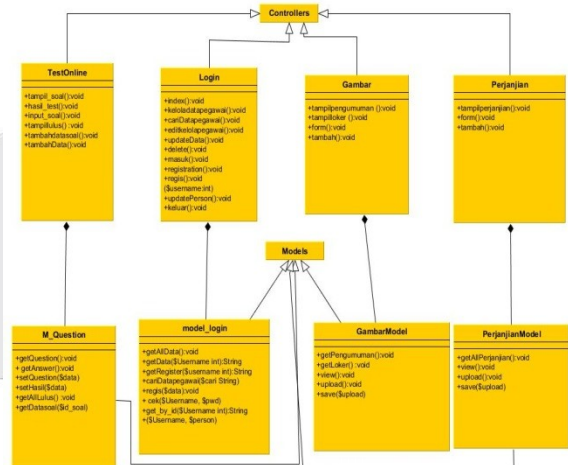 Controllers
TestOnline
+tampil_soal():void
+hasil_test():void
+input_soal():void
+tampillulus() :void
+tambahdatasoal():void
+tambahData():void
Login
+index():void
+keloladatapegawai():void
+cariDatapegawai():void
+editkelolapegawai():void
+updateData():void
+delete():void
+masuk():void
+registration():void
+regis():void
($username:int)
+updatePerson():void
+keluar():void
Gambar
+tampilpengumuman ():void
+tampilloker ():void
+form():void
+tambah():void
Perjanjian
+tampilperjanjian():void
+form():void
+tambah():void
Models
M_Question
+getQuestion():void
+ getAnswer():void
+setQuestion($data)
+setHasil($data)
+getAllLulus() :void
+getDatasoal($id_soal)
model_login
+getAllData():void
+getData($Username int):String
+getRegister($username int):String
+cariDatapegawai($cari String)
+regis($data):void
+ cek($Username, $pwd)
+get_by_id($Username int):String
+($Username, $person)
GambarModel
+getPengumuman():void
+getLoker():void
+view():void
+upload():void
+save($upload)
PerjanjianModel
+getAllPerjanjian():void
+view():void
+upload():void
+save($upload)